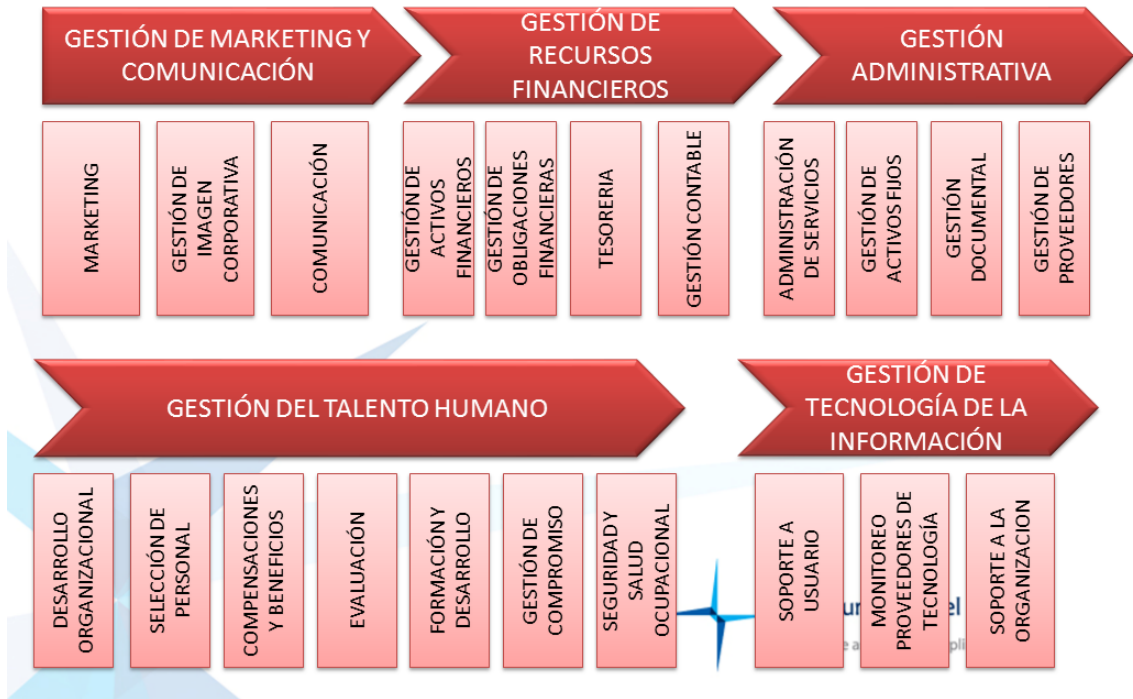 GESTIÓN DE MARKETING Y
COMUNICACIÓN
GESTIÓN DE
RECURSOS
FINANCIEROS
GESTIÓN
ADMINISTRATIVA
MARKETING
GESTIÓN DE
IMAGEN
CORPORATIVA
COMUNICACIÓN
GESTIÓN DE
ACTIVOS
FINANCIEROS
GESTIÓN DE
OBLIGACIONES
FINANCIERAS
TESORERIA
GESTIÓN CONTABLE
ADMINISTRACIÓN
DE SERVICIOS
GESTIÓN DE
ACTIVOS FIJOS
GESTIÓN
DOCUMENTAL
GESTIÓN DE
PROVEEDORES
GESTIÓN DEL TALENTO HUMANO
GESTIÓN DE
TECNOLOGÍA DE LA
INFORMACIÓN
DESARROLLO
ORGANIZACIONAL
SELECCIÓN DE
PERSONAL
COMPENSACIONES
Y BENEFICIOS
EVALUACIÓN
FORMACIÓN Y
DESARROLLO
GESTIÓN DE
COMPROMISO
SEGURIDAD Y
SALUD
OCUPACIONAL
SOPORTE A
USUARIO
MONITOREO
PROVEEDORES DE
TECNOLOGÍA
SOPORTE A LA
ORGANIZACION